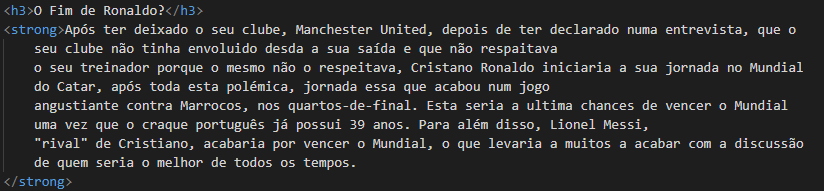 <h3>O Fim de Ronaldo?</h3>
<strong>Após ter deixado o seu clube, Manchester United, depois de ter declarado numa entrevista, que o
seu clube não tinha envoluido desda a sua saída e que não respaitava
o seu treinador porque o mesmo não o respeitava, Cristano Ronaldo iniciaria a sua jornada no Mundial
do Catar, após toda esta polémica, jornada essa que acabou num jogo
angustiante contra Marrocos, nos quartos-de-final. Esta seria a ultima chances de vencer o Mundial
uma vez que o craque português já possui 39 anos. Para além disso, Lionel Messi,
"rival" de Cristiano, acabaria por vencer o Mundial, o que levaria a muitos a acabar com a discussão
de quem seria o melhor de todos os tempos.
</strong>